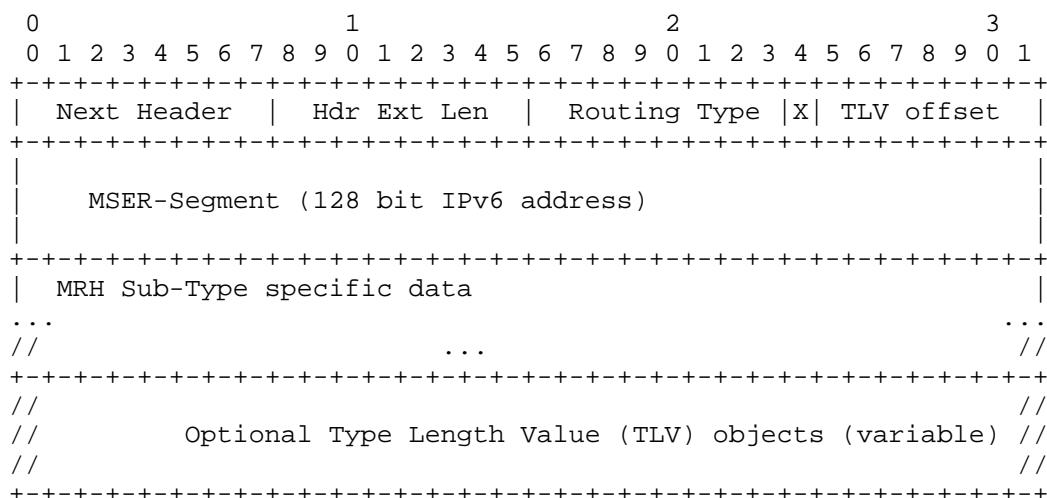 0                   1                   2                   3
 0 1 2 3 4 5 6 7 8 9 0 1 2 3 4 5 6 7 8 9 0 1 2 3 4 5 6 7 8 9 0 1
+-+-+-+-+-+-+-+-+-+-+-+-+-+-+-+-+-+-+-+-+-+-+-+-+-+-+-+-+-+-+-+-+
|  Next Header  |  Hdr Ext Len  |  Routing Type |X| TLV offset  |
+-+-+-+-+-+-+-+-+-+-+-+-+-+-+-+-+-+-+-+-+-+-+-+-+-+-+-+-+-+-+-+-+
|                                                               |
|    MSER-Segment (128 bit IPv6 address)                        |
|                                                               |
+-+-+-+-+-+-+-+-+-+-+-+-+-+-+-+-+-+-+-+-+-+-+-+-+-+-+-+-+-+-+-+-+
|  MRH Sub-Type specific data                                   |
...                                                           ...
//                         ...                                 //
+-+-+-+-+-+-+-+-+-+-+-+-+-+-+-+-+-+-+-+-+-+-+-+-+-+-+-+-+-+-+-+-+
//                                                             //
//         Optional Type Length Value (TLV) objects (variable) //
//                                                             //
+-+-+-+-+-+-+-+-+-+-+-+-+-+-+-+-+-+-+-+-+-+-+-+-+-+-+-+-+-+-+-+-+